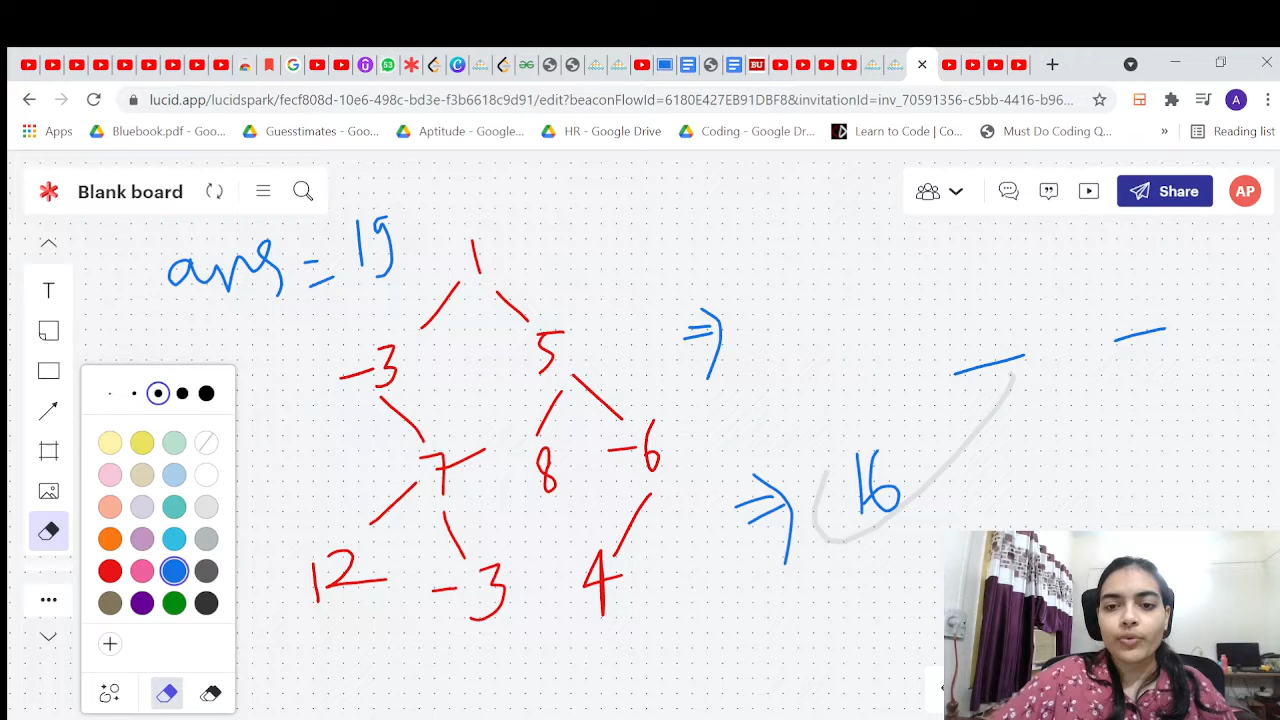 lucid.app/lucidspark/fecf808d-10e6-498c-bd3e-f3b6618c9d91/edit?beaconFlowId=6180E427EB91DBF8&invitationId=inv_70591356-c5bb-4416-b96...
A
Apps
Bluebook.pdf - Goo...
Guesstimates - Goo...
Aptitude - Google...
HR - Google Drive
Coding - Google Dr...
Learn to Code | Co...
Must Do Coding Q...
»
Reading list
Blank board
Share
AP
ans = 19
1
-3 5
7 8 -6
12 -3 4
⇒
⇒ 16
T